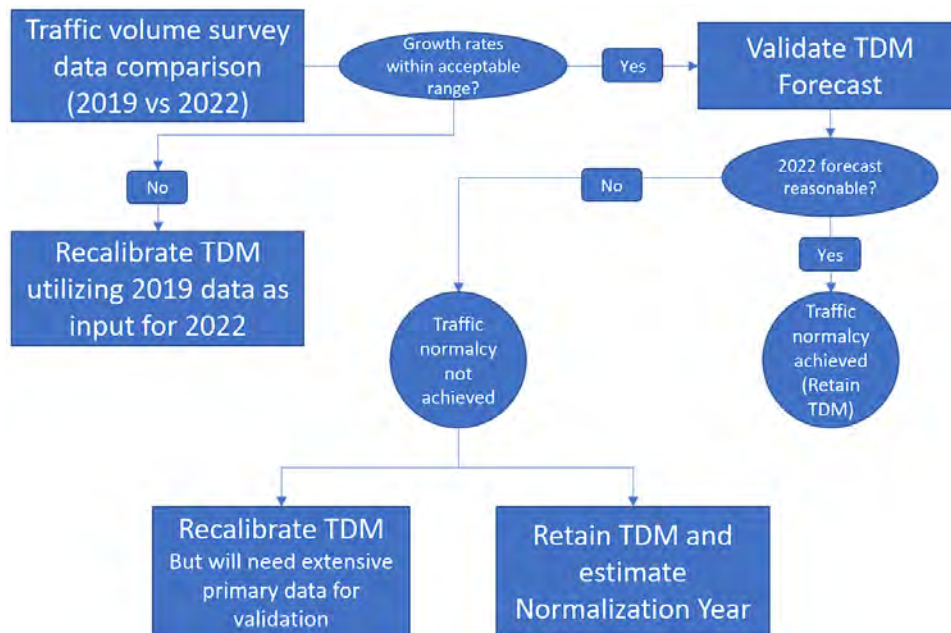 Traffic volume survey
data comparison
(2019 vs 2022)
Growth rates
within acceptable
range?
Yes
Validate TDM
Forecast
No
2022 forecast
reasonable?
No
Recalibrate TDM
utilizing 2019 data as
input for 2022
Yes
Traffic
normalcy
not
achieved
Traffic
normalcy
achieved
(Retain
TDM)
Recalibrate TDM
But will need extensive
primary data for
validation
Retain TDM and
estimate
Normalization Year